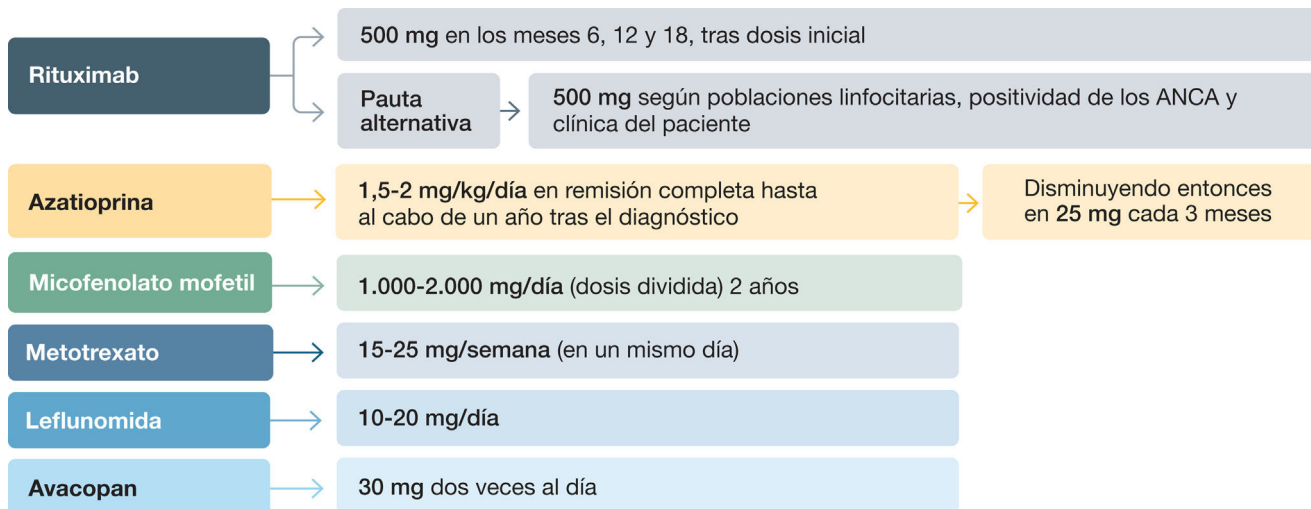 Rituximab
500 mg en los meses 6, 12 y 18, tras dosis inicial
Pauta
alternativa
500 mg según poblaciones linfocitarias, positividad de los ANCA y
clínica del paciente
Azatioprina
1,5-2 mg/kg/día en remisión completa hasta
al cabo de un año tras el diagnóstico
Disminuyendo entonces
en 25 mg cada 3 meses
Micofenolato mofetil
1.000-2.000 mg/día (dosis dividida) 2 años
Metotrexato
15-25 mg/semana (en un mismo día)
Leflunomida
10-20 mg/día
Avacopan
30 mg dos veces al día